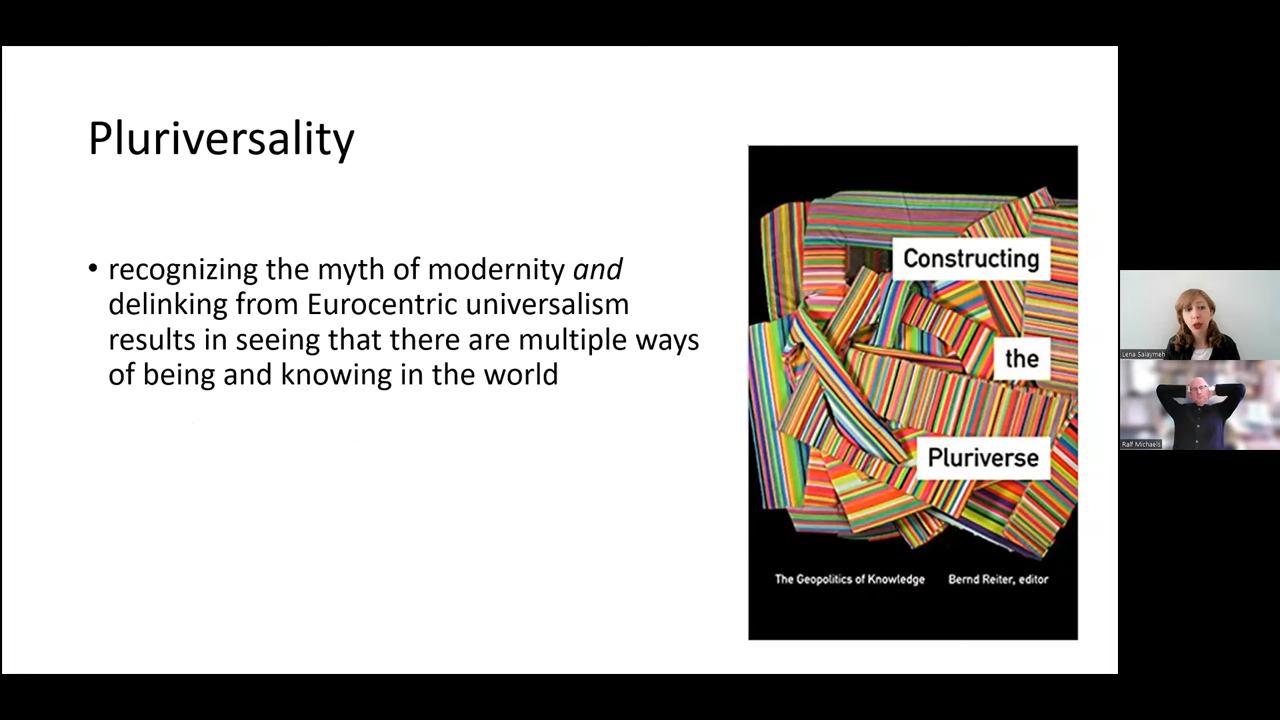 Pluriversality
• recognizing the myth of modernity and
delinking from Eurocentric universalism
results in seeing that there are multiple ways
of being and knowing in the world
Constructing
the
Pluriverse
The Geopolitics of Knowledge Bernd Reiter, editor
Lena Salaymeh
Ralf Michaels